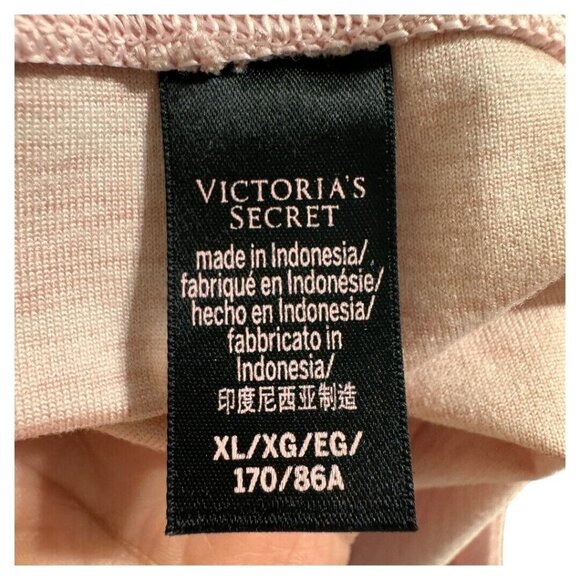 VICTORIA'S
SECRET
made in Indonesia/
fabriqué en Indonésie/
hecho en Indonesia/
fabbricato in
Indonesia/
印度尼西亚制造
XL/XG/EG/
170/86A